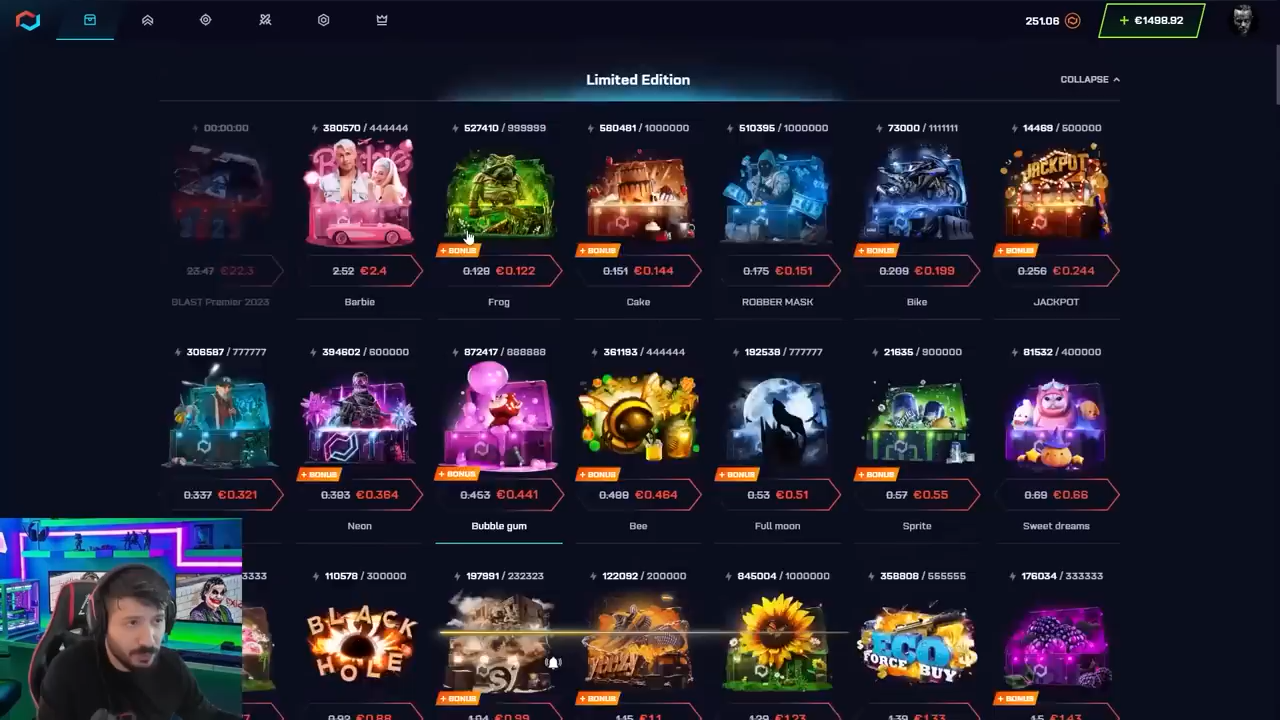 251.06
+ €1498.92
Limited Edition
COLLAPSE
00:00:00
380570 / 444444
527410 / 999999
580481 / 1000000
510395 / 1000000
73000 / 1111111
14469 / 500000
Barbie
JACKPOT
+ BONUS
+ BONUS
+ BONUS
+ BONUS
23.47 €22.3
2.52 €2.4
0.128 €0.122
0.151 €0.144
0.175 €0.151
0.209 €0.199
0.256 €0.244
BLAST Premier 2023
Barbie
Frog
Cake
ROBBER MASK
Bike
JACKPOT
308587 / 777777
394602 / 600000
872417 / 888888
361193 / 444444
192538 / 777777
21635 / 900000
81532 / 400000
+ BONUS
+ BONUS
+ BONUS
+ BONUS
+ BONUS
0.337 €0.321
0.383 €0.364
0.453 €0.441
0.488 €0.464
0.53 €0.51
0.57 €0.55
0.69 €0.66
Neon
Bubble gum
Bee
Full moon
Sprite
Sweet dreams
110578 / 300000
197991 / 232323
122092 / 200000
845004 / 1000000
358808 / 555555
176034 / 333333
BLACK
HOLE
ECO
FORCE BUY
+ BONUS
+ BONUS
+ BONUS